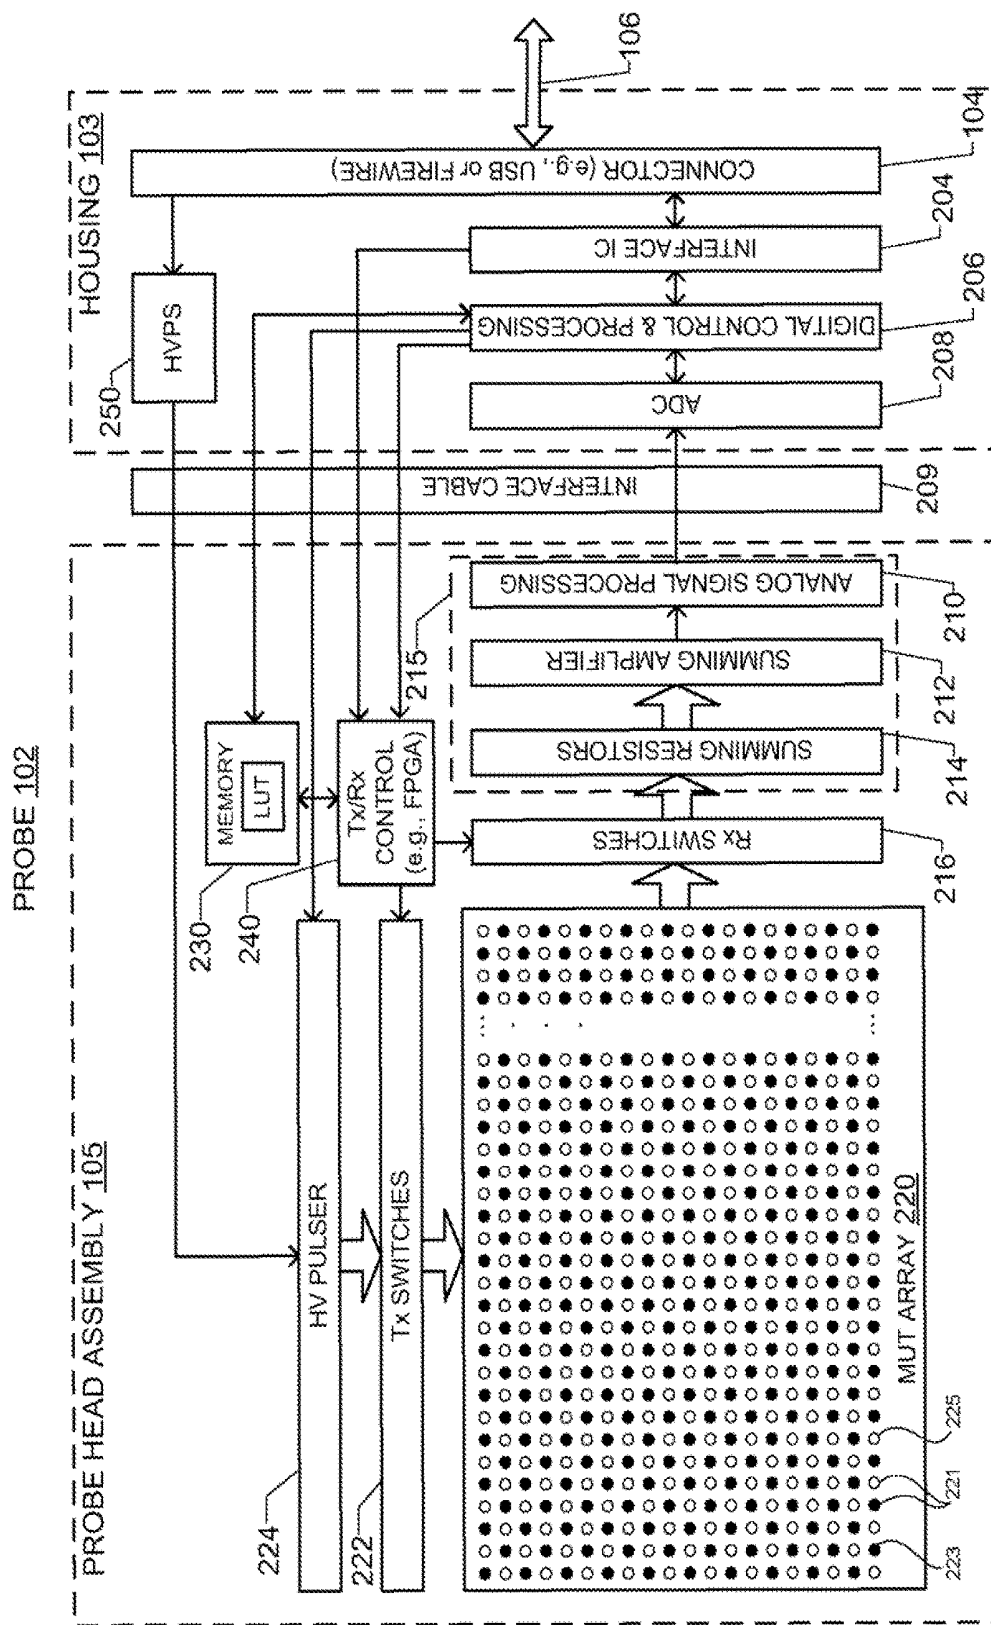 PROBE 102
HOUSING 103
CONNECTOR (e.g., USB or FIREWIRE)
106
104
HVPS
250
INTERFACE IC
204
DIGITAL CONTROL & PROCESSING
206
ADC
208
INTERFACE CABLE
209
PROBE HEAD ASSEMBLY 105
215
ANALOG SIGNAL PROCESSING
210
SUMMING AMPLIFIER
212
SUMMING RESISTORS
214
MEMORY
LUT
230
Tx/Rx
CONTROL
(e.g., FPGA)
240
Rx SWITCHES
216
HV PULSER
224
Tx SWITCHES
222
MUT ARRAY 220
225
221
223